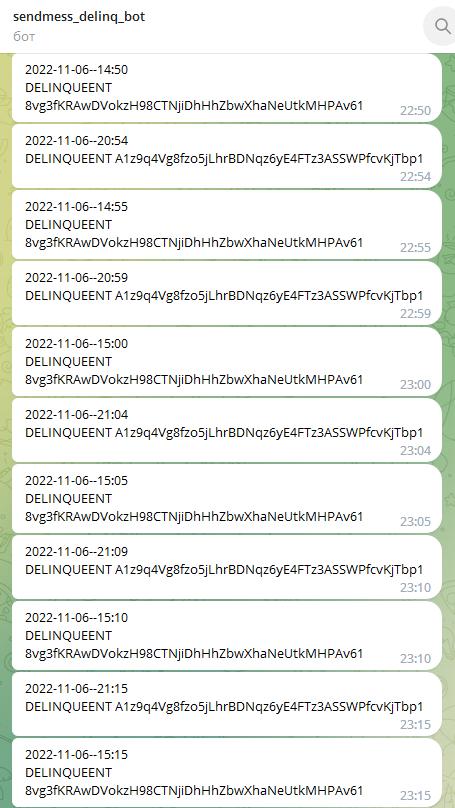 sendmess_delinq_bot
бот
2022-11-06--14:50
DELINQUEENT
8vg3fKRAwDVokzH98CTNjiDhHhZbwXhaNeUtkMHPAv61
22:50
2022-11-06--20:54
DELINQUEENT A1z9q4Vg8fzo5jLhrBDNqz6yE4FTz3ASSWPfcvKjTbp1
22:54
2022-11-06--14:55
DELINQUEENT
8vg3fKRAwDVokzH98CTNjiDhHhZbwXhaNeUtkMHPAv61
22:55
2022-11-06--20:59
DELINQUEENT A1z9q4Vg8fzo5jLhrBDNqz6yE4FTz3ASSWPfcvKjTbp1
22:59
2022-11-06--15:00
DELINQUEENT
8vg3fKRAwDVokzH98CTNjiDhHhZbwXhaNeUtkMHPAv61
23:00
2022-11-06--21:04
DELINQUEENT A1z9q4Vg8fzo5jLhrBDNqz6yE4FTz3ASSWPfcvKjTbp1
23:04
2022-11-06--15:05
DELINQUEENT
8vg3fKRAwDVokzH98CTNjiDhHhZbwXhaNeUtkMHPAv61
23:05
2022-11-06--21:09
DELINQUEENT A1z9q4Vg8fzo5jLhrBDNqz6yE4FTz3ASSWPfcvKjTbp1
23:10
2022-11-06--15:10
DELINQUEENT
8vg3fKRAwDVokzH98CTNjiDhHhZbwXhaNeUtkMHPAv61
23:10
2022-11-06--21:15
DELINQUEENT A1z9q4Vg8fzo5jLhrBDNqz6yE4FTz3ASSWPfcvKjTbp1
23:15
2022-11-06--15:15
DELINQUEENT
8vg3fKRAwDVokzH98CTNjiDhHhZbwXhaNeUtkMHPAv61
23:15